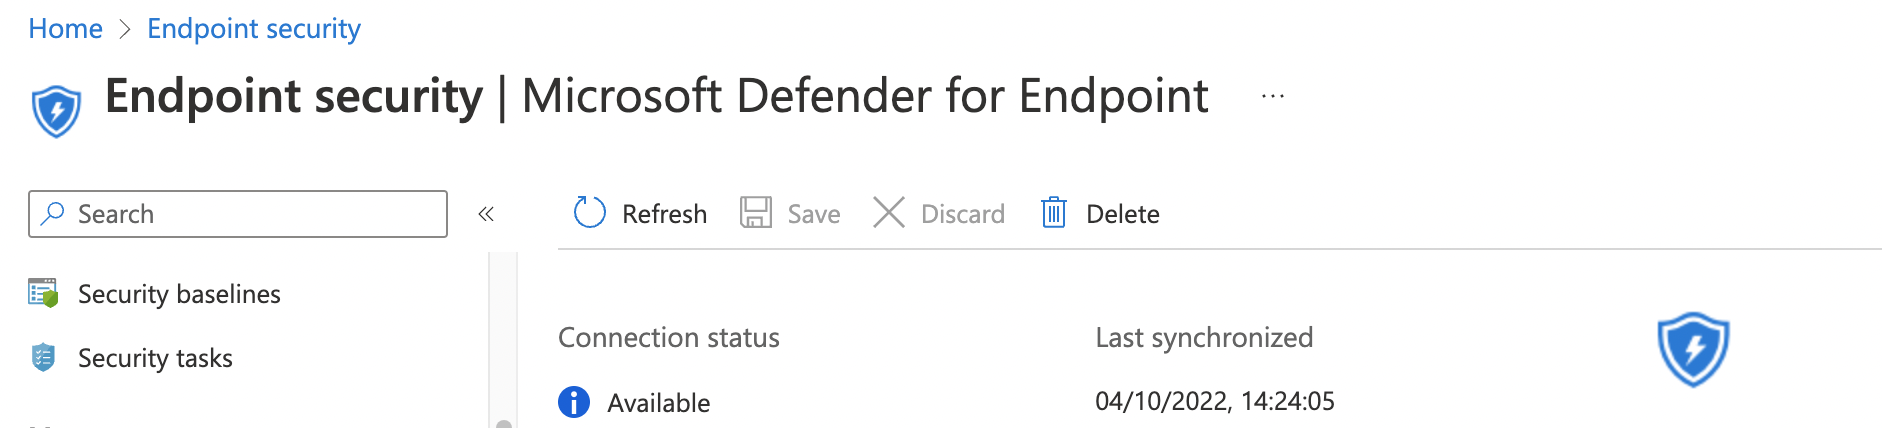 Home > Endpoint security
Endpoint security | Microsoft Defender for Endpoint ...
Search «
Refresh Save Discard Delete
Security baselines
Security tasks
Connection status
Available
Last synchronized
04/10/2022, 14:24:05